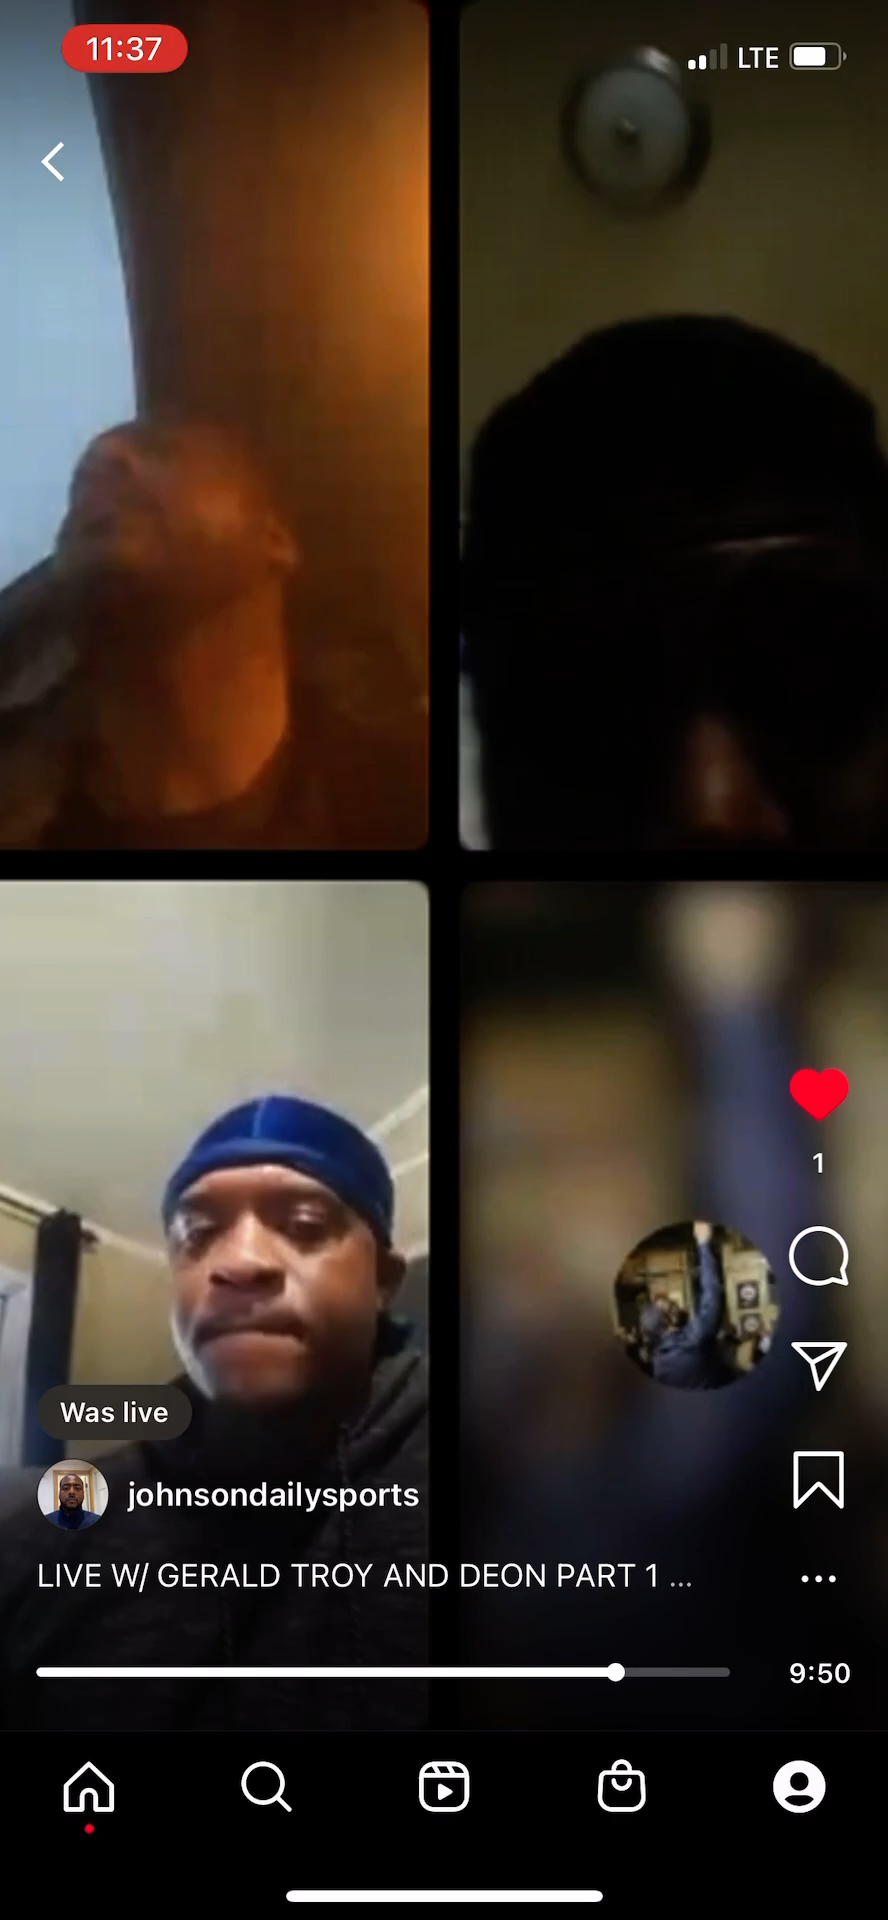 11:37
LTE
1
Was live
johnsondailysports
LIVE W/ GERALD TROY AND DEON PART 1 ...
9:50